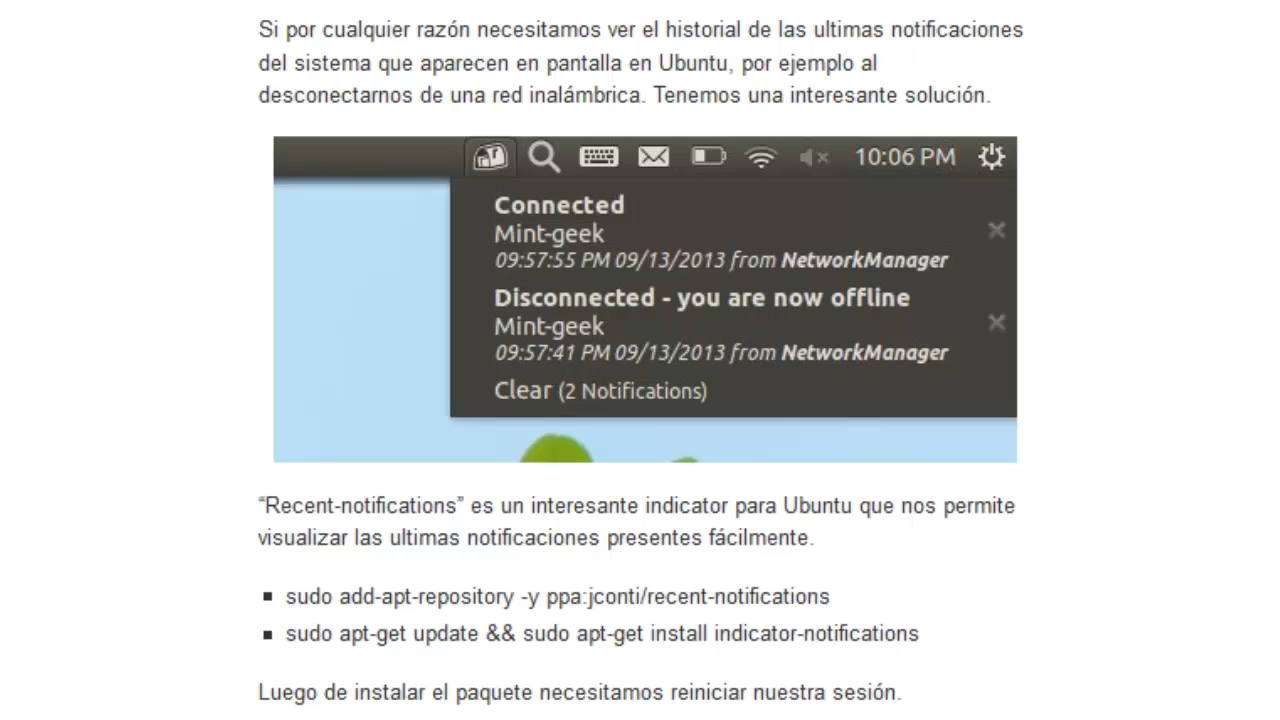 Si por cualquier razón necesitamos ver el historial de las ultimas notificaciones
del sistema que aparecen en pantalla en Ubuntu, por ejemplo al
desconectarnos de una red inalámbrica. Tenemos una interesante solución.
10:06 PM
Connected
Mint-geek
09:57:55 PM 09/13/2013 from NetworkManager
Disconnected - you are now offline
Mint-geek
09:57:41 PM 09/13/2013 from NetworkManager
Clear (2 Notifications)
“Recent-notifications” es un interesante indicator para Ubuntu que nos permite
visualizar las ultimas notificaciones presentes fácilmente.
sudo add-apt-repository -y ppa:jconti/recent-notifications
sudo apt-get update && sudo apt-get install indicator-notifications
Luego de instalar el paquete necesitamos reiniciar nuestra sesión.